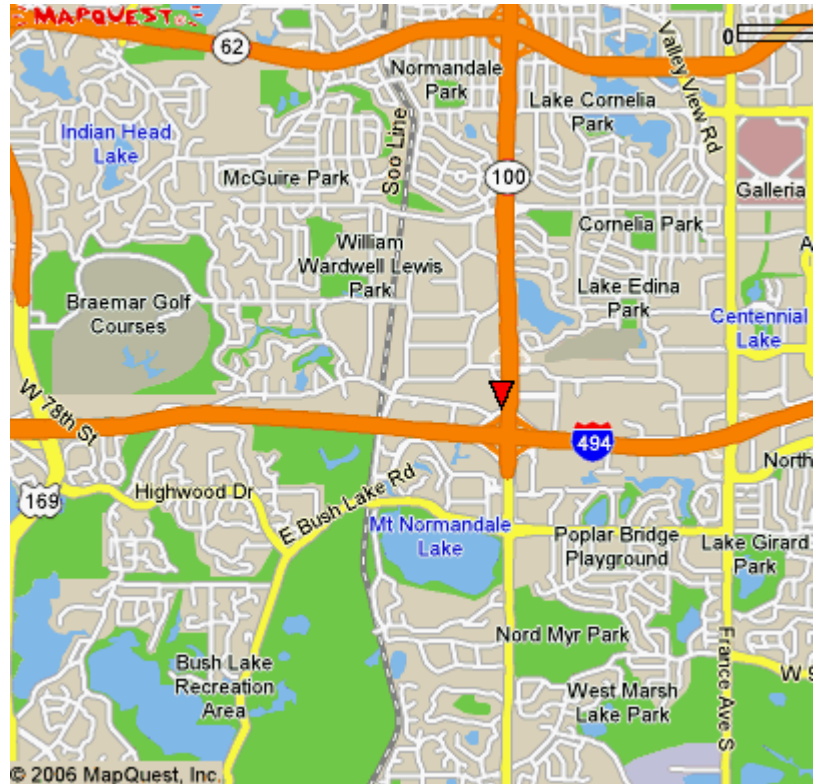 MAPQUEST
0
62
Normandale
Park
Valley View Rd
Lake Cornelia
Park
Indian Head
Lake
Soo Line
McGuire Park
100
Galleria
Cornelia Park
William
Wardwell Lewis
Park
A
Braemar Golf
Courses
Lake Edina
Park
Centennial
Lake
W 78th St
494
North
169
Highwood Dr
E Bush Lake Rd
Mt Normandale
Lake
Poplar Bridge
Playground
Lake Girard
Park
Nord Myr Park
France Ave S
Bush Lake
Recreation
Area
West Marsh
Lake Park
W 9
© 2006 MapQuest, Inc.